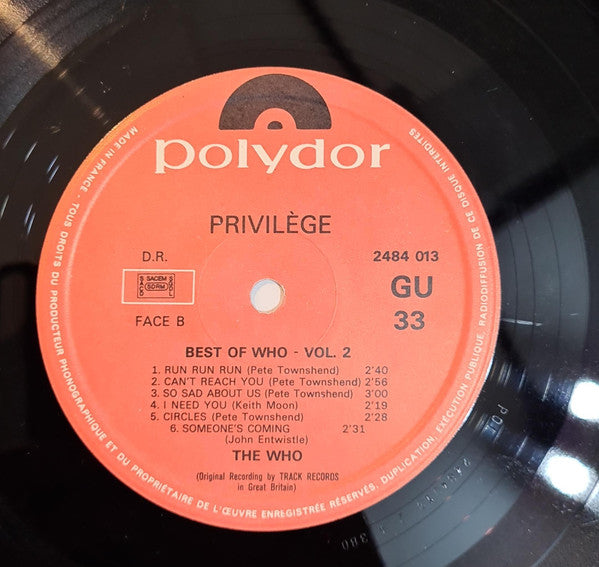 polydor
PRIVILÈGE
D.R.
2484 013
SACEM
SACD
SDRM
SGDL
GU
FACE B
33
BEST OF WHO - VOL. 2
1. RUN RUN RUN (Pete Townshend) 2'40
2. CAN'T REACH YOU (Pete Townshend) 2'56
3. SO SAD ABOUT US (Pete Townshend) 3'00
4. I NEED YOU (Keith Moon) 2'19
5. CIRCLES (Pete Townshend) 2'28
6. SOMEONE'S COMING 2'31
(John Entwistle)
THE WHO
(Original Recording by TRACK RECORDS
in Great Britain)
MADE IN FRANCE - TOUS DROITS DU PRODUCTEUR PHONOGRAPHIQUE ET DU PROPRIÉTAIRE DE L'ŒUVRE ENREGISTRÉE RÉSERVÉS, DUPLICATION, EXÉCUTION PUBLIQUE, RADIODIFFUSION DE CE DISQUE INTERDITES